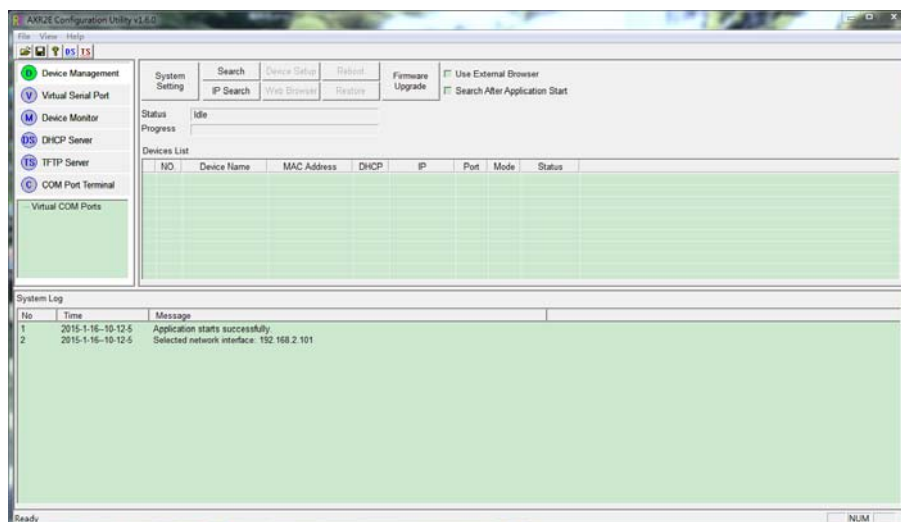 AXR2E Configuration Utility v1.6.0
File View Help
DS TS
D Device Management
V Virtual Serial Port
M Device Monitor
DS DHCP Server
TS TFTP Server
C COM Port Terminal
Virtual COM Ports
System Setting
Search Device Setup Reboot
IP Search Web Browser Restore
Firmware Upgrade
Use External Browser
Search After Application Start
Status Idle
Progress
Devices List
NO. Device Name MAC Address DHCP IP Port Mode Status
System Log
No Time Message
1 2015-1-16--10-12-5 Application starts successfully.
2 2015-1-16--10-12-5 Selected network interface: 192.168.2.101
Ready NUM